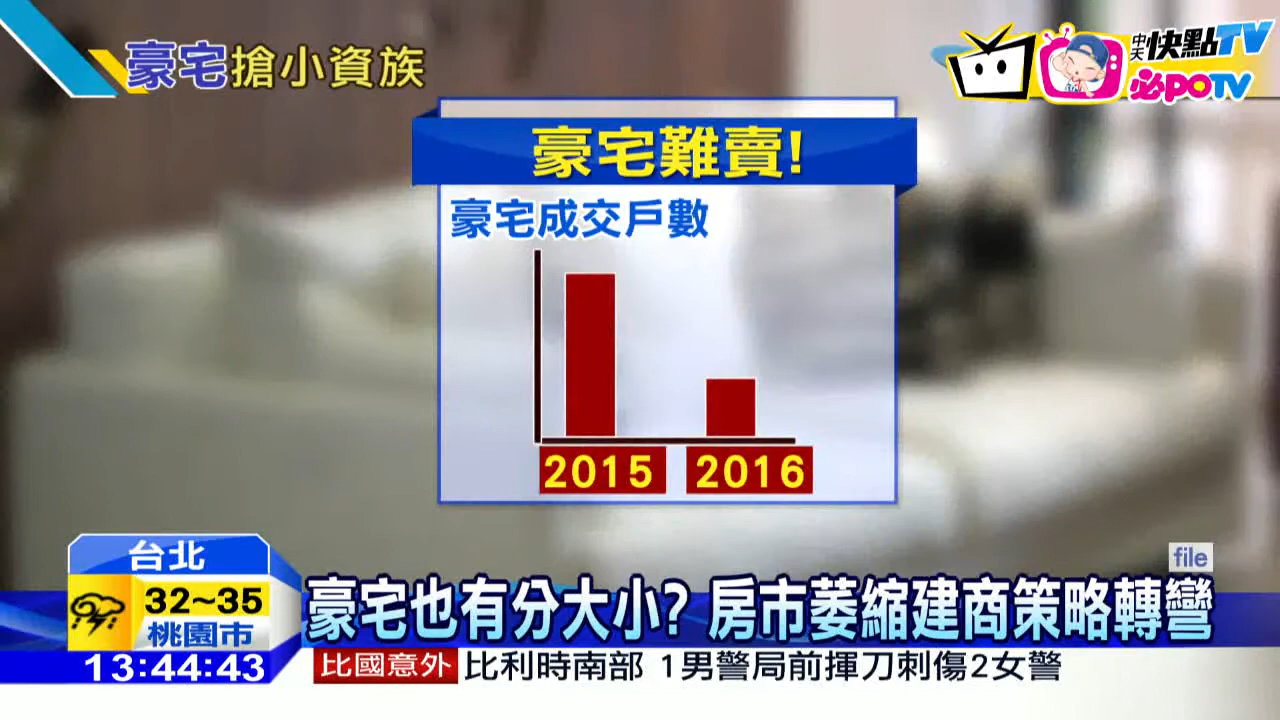 豪宅搶小資族
中天快點TV
必POTV
豪宅難賣!
豪宅成交戶數
2015 2016
file
台北
32~35
桃園市
13:44:43
豪宅也有分大小? 房市萎縮建商策略轉彎
比國意外 比利時南部 1男警局前揮刀刺傷2女警